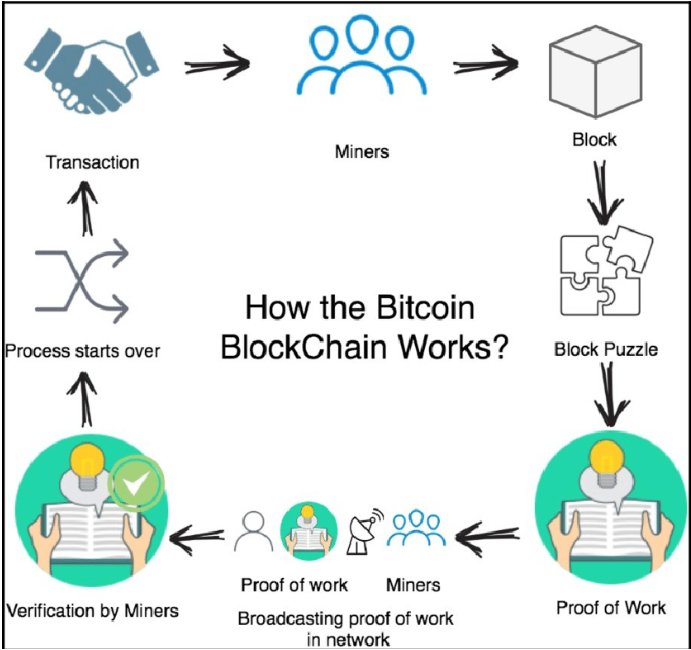 Transaction
Miners
Block
How the Bitcoin
BlockChain Works?
Process starts over
Block Puzzle
Proof of work
Miners
Broadcasting proof of work
in network
Verification by Miners
Proof of Work